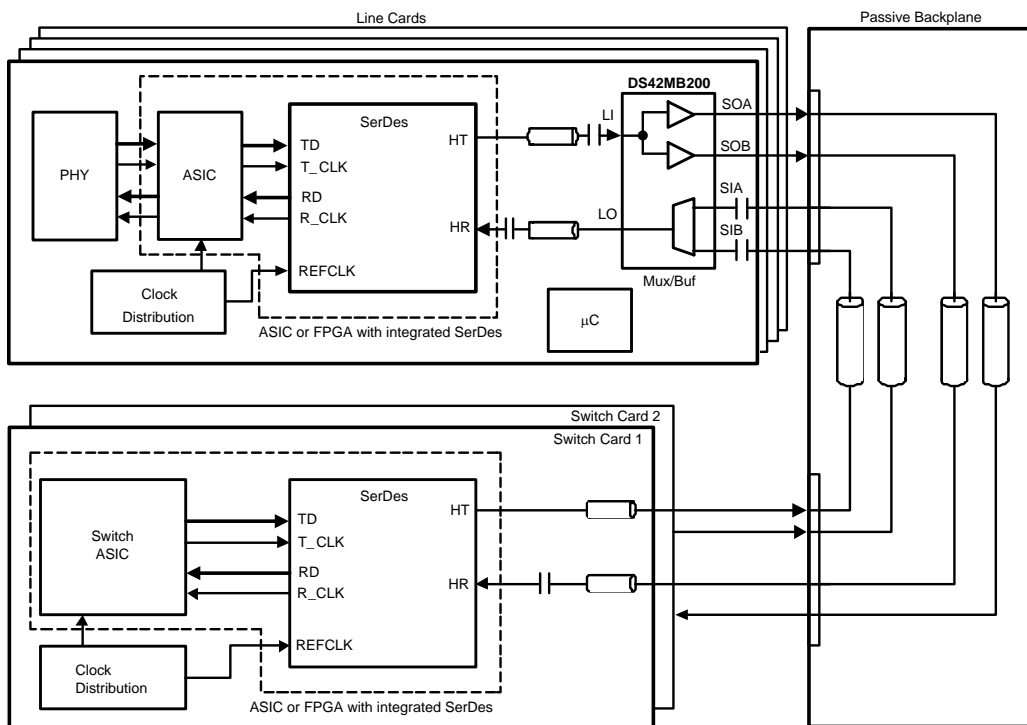 Line Cards
Passive Backplane
DS42MB200
SerDes
LI
SOA
HT
TD
PHY
ASIC
T_CLK
SOB
RD
SIA
R_CLK
LO
HR
SIB
REFCLK
Mux/Buf
Clock
Distribution
ASIC or FPGA with integrated SerDes
μC
Switch Card 2
Switch Card 1
SerDes
HT
TD
Switch
ASIC
T_CLK
RD
HR
R_CLK
REFCLK
Clock
Distribution
ASIC or FPGA with integrated SerDes